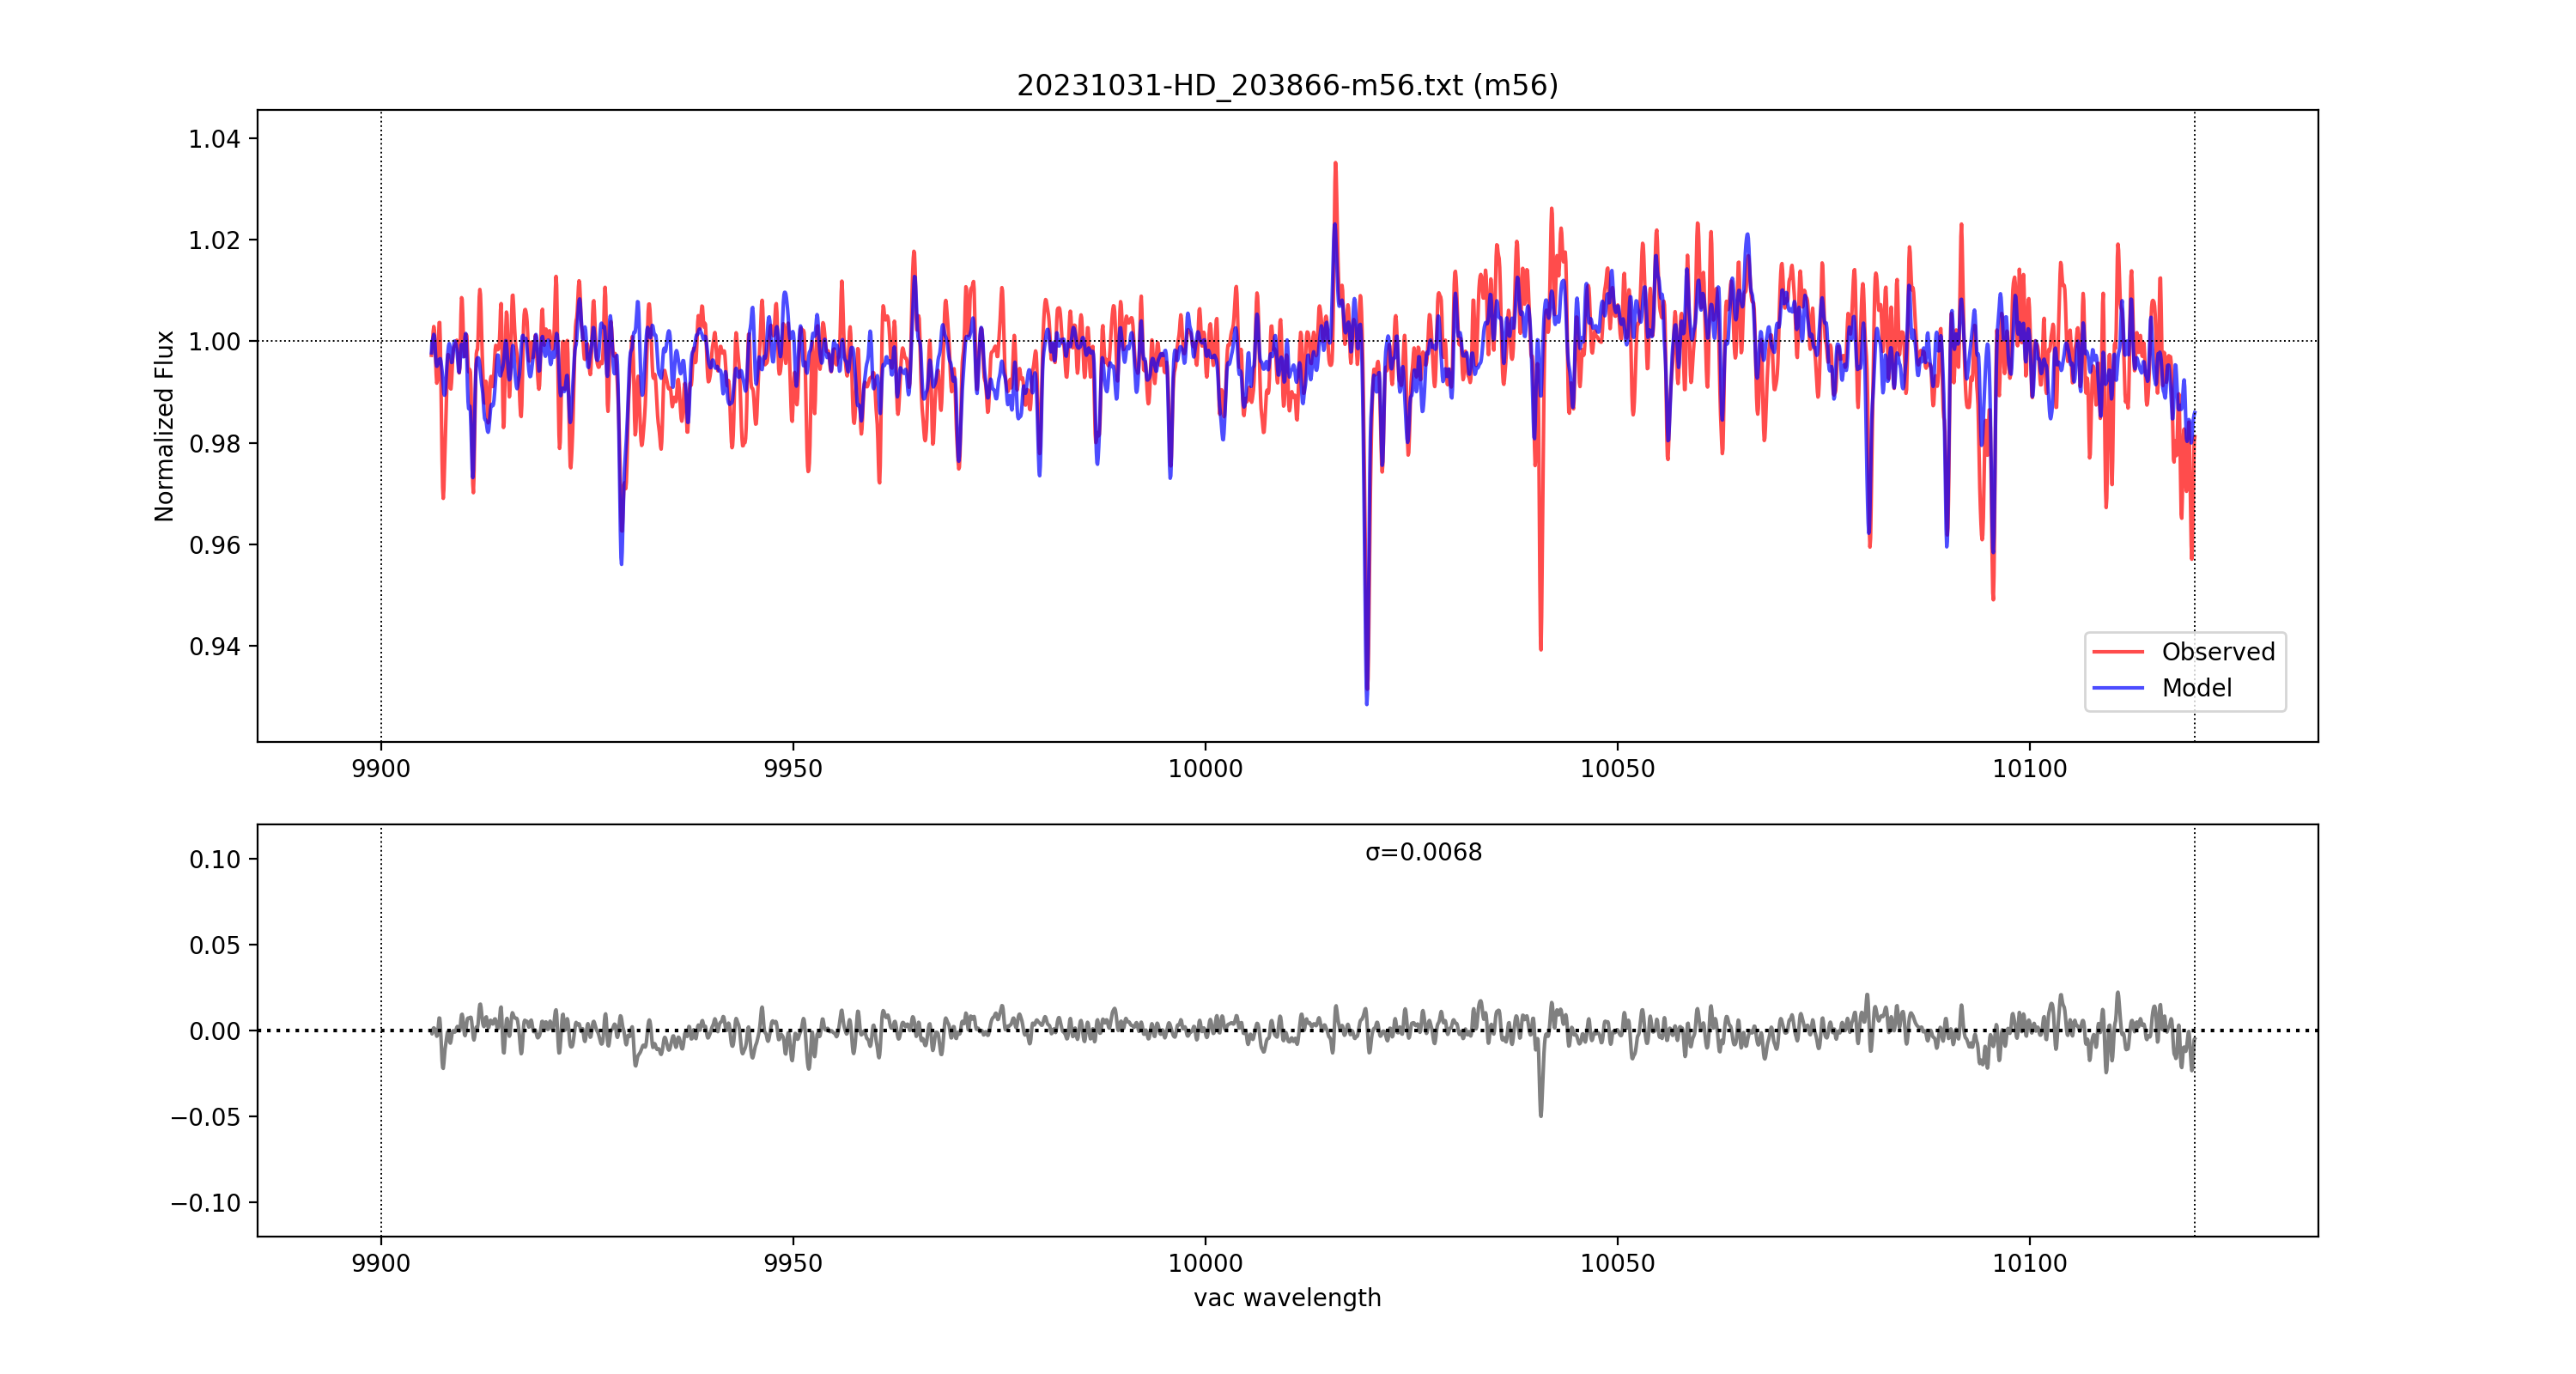 20231031-HD_203866-m56.txt (m56)
Normalized Flux
1.04
1.02
1.00
0.98
0.96
0.94
Observed
Model
9900 9950 10000 10050 10100
σ=0.0068
0.10
0.05
0.00
−0.05
−0.10
9900 9950 10000 10050 10100
vac wavelength